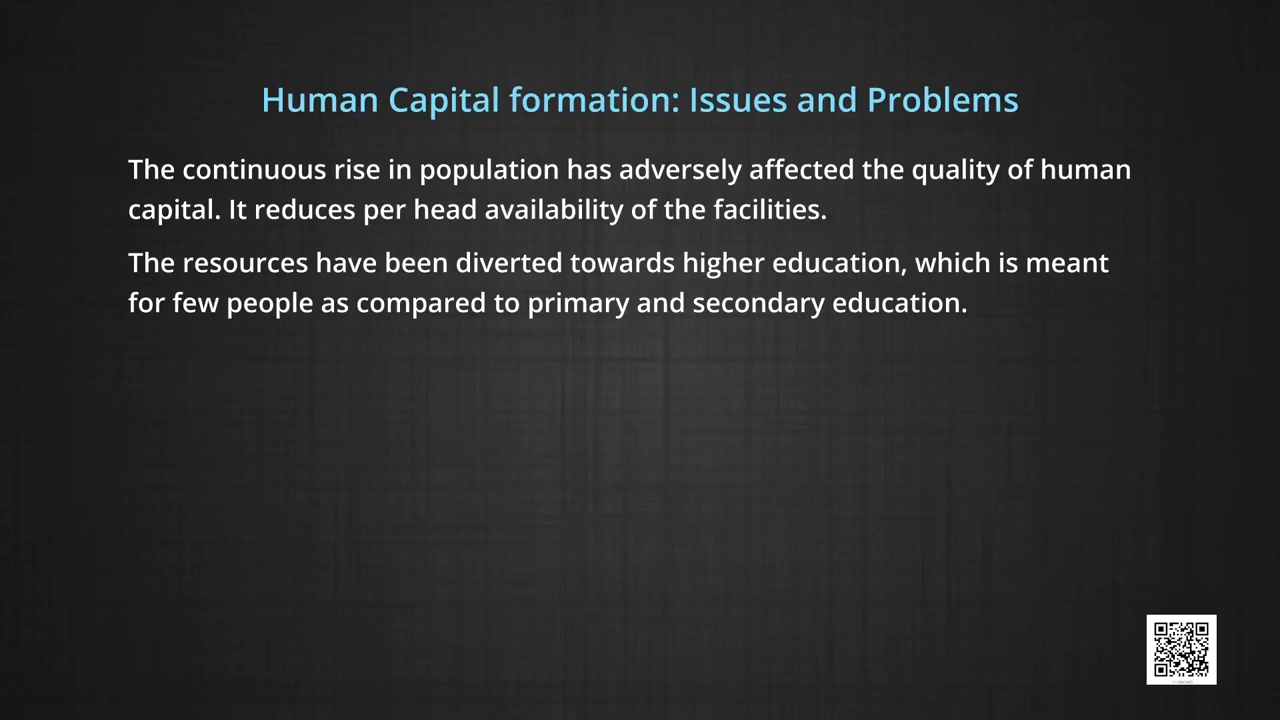 Human Capital formation: Issues and Problems
The continuous rise in population has adversely affected the quality of human
capital. It reduces per head availability of the facilities.
The resources have been diverted towards higher education, which is meant
for few people as compared to primary and secondary education.